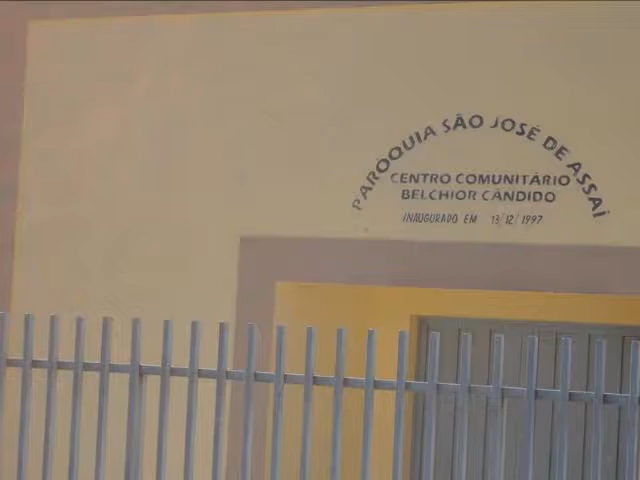 PARÓQUIA SÃO JOSÉ DE ASSAÍ
CENTRO COMUNITÁRIO
BELCHIOR CÂNDIDO
INAUGURADO EM 13/12/1997